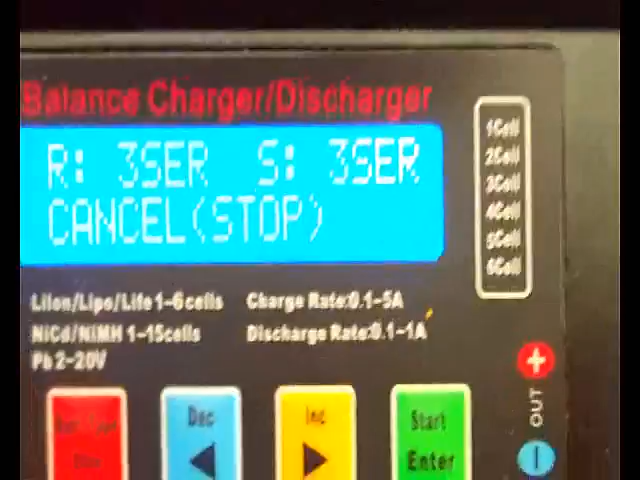 Balance Charger/Discharger
R: 3SER S: 3SER
CANCEL(STOP)
1Cell
2Cell
3Cell
4Cell
5Cell
6Cell
LiIon/Lipo/Life 1-6cells
Charge Rate:0.1-5A
NiCd/NiMH 1-15cells
Discharge Rate:0.1-1A
Pb 2-20V
OUT
Dec
Inc
Start
Enter